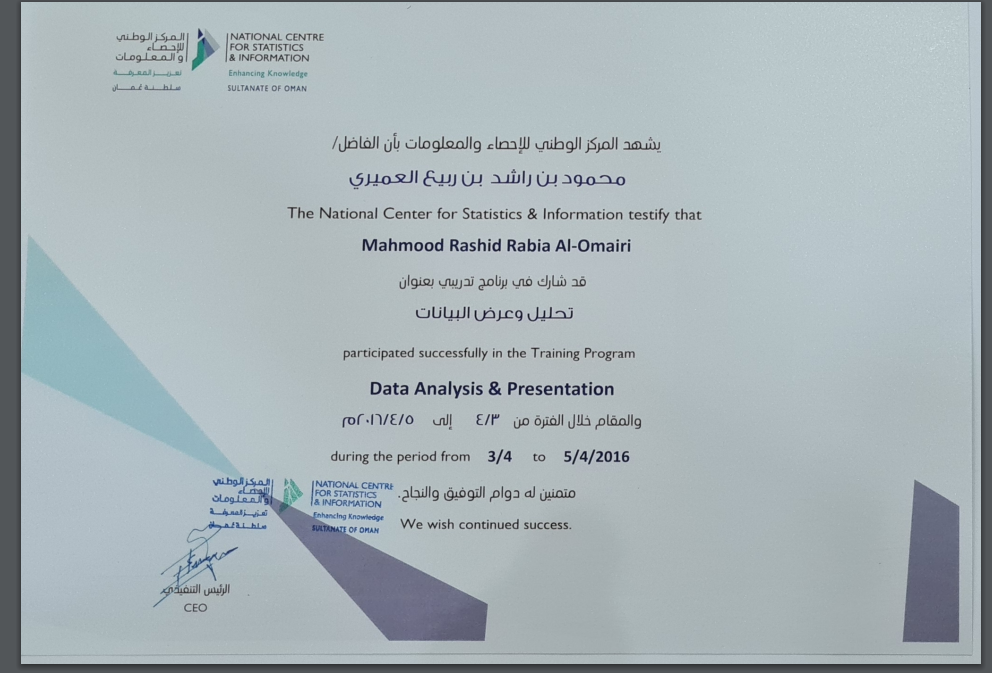 المركز الوطني
للإحصاء
والمعلومات
تعزيز المعرفة
سلطنة عمان
NATIONAL CENTRE
FOR STATISTICS
& INFORMATION
Enhancing Knowledge
SULTANATE OF OMAN
يشهد المركز الوطني للإحصاء والمعلومات بأن الفاضل/
محمود بن راشد بن ربيع العميري
The National Center for Statistics & Information testify that
Mahmood Rashid Rabia Al-Omairi
قد شارك في برنامج تدريبي بعنوان
تحليل وعرض البيانات
participated successfully in the Training Program
Data Analysis & Presentation
والمقام خلال الفترة من ٤/٣ إلى ٢٠١٦/٤/٥م
during the period from 3/4 to 5/4/2016
متمنين له دوام التوفيق والنجاح.
We wish continued success.
المركز الوطني
للإحصاء
والمعلومات
تعزيز المعرفة
سلطنة عمان
NATIONAL CENTRE
FOR STATISTICS
& INFORMATION
Enhancing Knowledge
SULTANATE OF OMAN
الرئيس التنفيذي
CEO